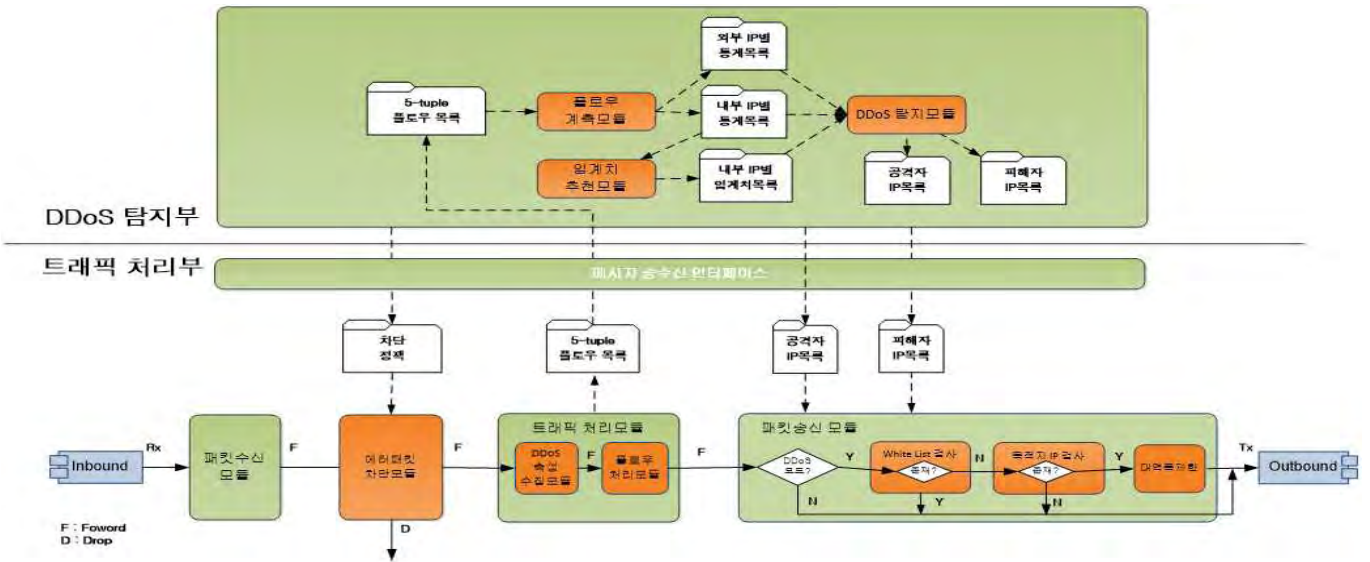 외부 IP별
통계목록
5-tuple
플로우 목록
플로우
계측모듈
내부 IP별
통계목록
DDoS 탐지모듈
임계치
추천모듈
내부 IP별
임계치목록
공격자
IP목록
피해자
IP목록
DDoS 탐지부
트래픽 처리부
메시지 송수신 인터페이스
차단
정책
5-tuple
플로우 목록
공격자
IP목록
피해자
IP목록
Inbound
Rx
패킷수신
모듈
F
에러패킷
차단모듈
F
D
트래픽 처리모듈
DDoS
속성
수집모듈
F
플로우
처리모듈
F
패킷송신 모듈
DDoS
모드?
Y
N
White List 검사
존재?
N
Y
목적지 IP 검사
존재?
Y
N
대역폭제한
Tx
Outbound
F : Foword
D : Drop